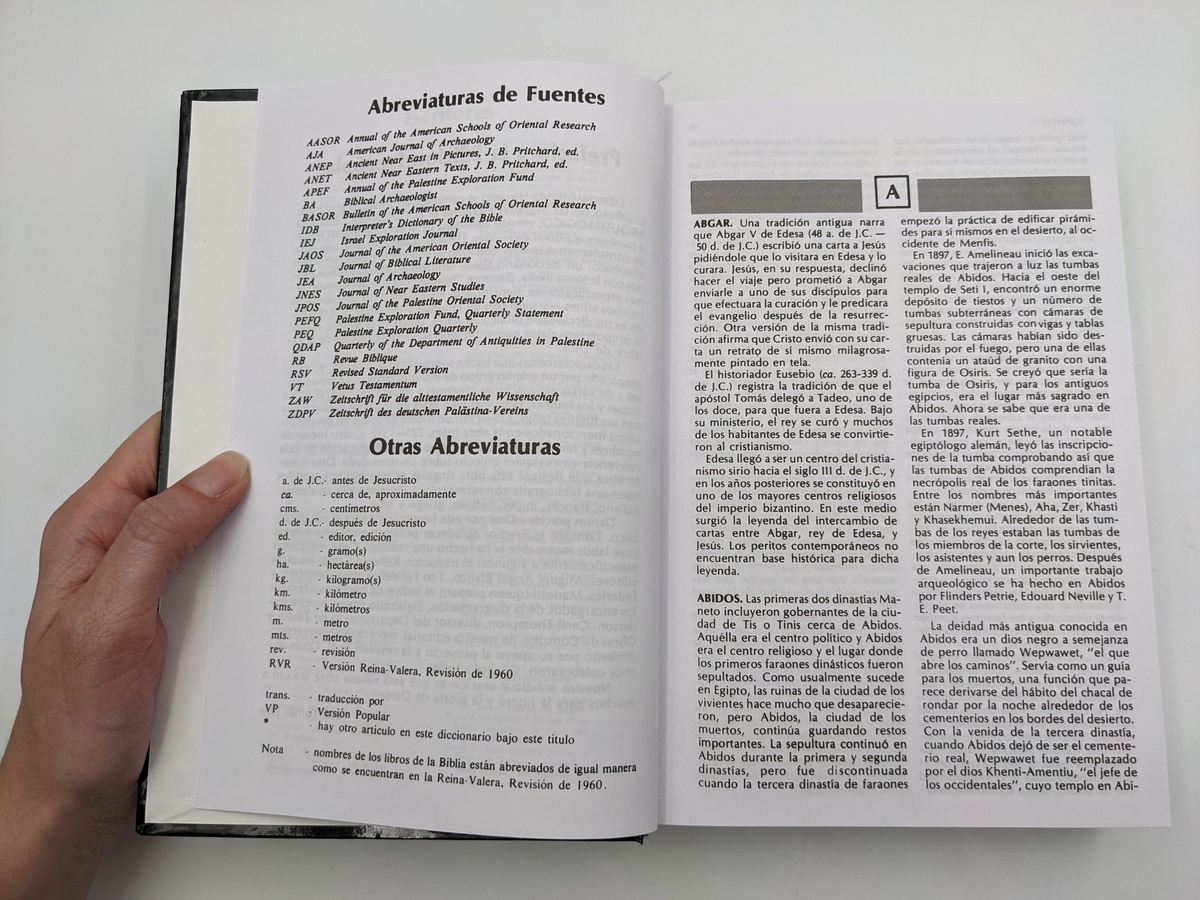 Abreviaturas de Fuentes
AASOR Annual of the American Schools of Oriental Research
AJA American Journal of Archaeology
ANEP Ancient Near East in Pictures, J. B. Pritchard, ed.
ANET Ancient Near Eastern Texts, J. B. Pritchard, ed.
APEF Annual of the Palestine Exploration Fund
BA Biblical Archaeologist
BASOR Bulletin of the American Schools of Oriental Research
IDB Interpreter's Dictionary of the Bible
IEJ Israel Exploration Journal
JAOS Journal of the American Oriental Society
JBL Journal of Biblical Literature
JEA Journal of Archaeology
JNES Journal of Near Eastern Studies
JPOS Journal of the Palestine Oriental Society
PEFQ Palestine Exploration Fund, Quarterly Statement
PEQ Palestine Exploration Quarterly
QDAP Quarterly of the Department of Antiquities in Palestine
RB Revue Biblique
RSV Revised Standard Version
VT Vetus Testamentum
ZAW Zeitschrift für die alttestamentliche Wissenschaft
ZDPV Zeitschrift des deutschen Palästina-Vereins
Otras Abreviaturas
a. de J.C.- antes de Jesucristo
ca. - cerca de, aproximadamente
cms. - centímetros
d. de J.C.- después de Jesucristo
ed. - editor, edición
g. - gramo(s)
ha. - hectárea(s)
kg. - kilogramo(s)
km. - kilómetro
kms. - kilómetros
m. - metro
mts. - metros
rev. - revisión
RVR - Versión Reina-Valera, Revisión de 1960
trans. - traducción por
VP - Versión Popular
* - hay otro artículo en este diccionario bajo este título
Nota - nombres de los libros de la Biblia están abreviados de igual manera
como se encuentran en la Reina-Valera, Revisión de 1960.
A
ABGAR. Una tradición antigua narra
que Abgar V de Edesa (48 a. de J.C. —
50 d. de J.C.) escribió una carta a Jesús
pidiéndole que lo visitara en Edesa y lo
curara. Jesús, en su respuesta, declinó
hacer el viaje pero prometió a Abgar
enviarle a uno de sus discípulos para
que efectuara la curación y le predicara
el evangelio después de la resurrec-
ción. Otra versión de la misma tradi-
ción afirma que Cristo envió con su car-
ta un retrato de sí mismo milagrosa-
mente pintado en tela.
El historiador Eusebio (ca. 263-339 d.
de J.C.) registra la tradición de que el
apóstol Tomás delegó a Tadeo, uno de
los doce, para que fuera a Edesa. Bajo
su ministerio, el rey se curó y muchos
de los habitantes de Edesa se convirtie-
ron al cristianismo.
Edesa llegó a ser un centro del cristia-
nismo sirio hacia el siglo III d. de J.C., y
en los años posteriores se constituyó en
uno de los mayores centros religiosos
del imperio bizantino. En este medio
surgió la leyenda del intercambio de
cartas entre Abgar, rey de Edesa, y
Jesús. Los peritos contemporáneos no
encuentran base histórica para dicha
leyenda.
ABIDOS. Las primeras dos dinastías Ma-
neto incluyeron gobernantes de la ciu-
dad de Tis o Tinis cerca de Abidos.
Aquélla era el centro político y Abidos
era el centro religioso y el lugar donde
los primeros faraones dinásticos fueron
sepultados. Como usualmente sucede
en Egipto, las ruinas de la ciudad de los
vivientes hace mucho que desaparecie-
ron, pero Abidos, la ciudad de los
muertos, continúa guardando restos
importantes. La sepultura continuó en
Abidos durante la primera y segunda
dinastías, pero fue discontinuada
cuando la tercera dinastía de faraones
empezó la práctica de edificar pirámi-
des para sí mismos en el desierto, al oc-
cidente de Menfis.
En 1897, E. Amelineau inició las exca-
vaciones que trajeron a luz las tumbas
reales de Abidos. Hacia el oeste del
templo de Seti I, encontró un enorme
depósito de tiestos y un número de
tumbas subterráneas con cámaras de
sepultura construidas con vigas y tablas
gruesas. Las cámaras habían sido des-
truidas por el fuego, pero una de ellas
contenía un ataúd de granito con una
figura de Osiris. Se creyó que sería la
tumba de Osiris, y para los antiguos
egipcios, era el lugar más sagrado en
Abidos. Ahora se sabe que era una de
las tumbas reales.
En 1897, Kurt Sethe, un notable
egiptólogo alemán, leyó las inscripcio-
nes de la tumba comprobando así que
las tumbas de Abidos comprendían la
necrópolis real de los faraones tinitas.
Entre los nombres más importantes
están Narmer (Menes), Aha, Zer, Khasti
y Khasekhemui. Alrededor de las tum-
bas de los reyes estaban las tumbas de
los miembros de la corte, los sirvientes,
los asistentes y aun los perros. Después
de Amelineau, un importante trabajo
arqueológico se ha hecho en Abidos
por Flinders Petrie, Edouard Neville y T.
E. Peet.
La deidad más antigua conocida en
Abidos era un dios negro a semejanza
de perro llamado Wepwawet, "el que
abre los caminos". Servía como un guía
para los muertos, una función que pa-
rece derivarse del hábito del chacal de
rondar por la noche alrededor de los
cementerios en los bordes del desierto.
Con la venida de la tercera dinastía,
cuando Abidos dejó de ser el cemente-
rio real, Wepwawet fue reemplazado
por el dios Khenti-Amentiu, "el jefe de
los occidentales", cuyo templo en Abi-